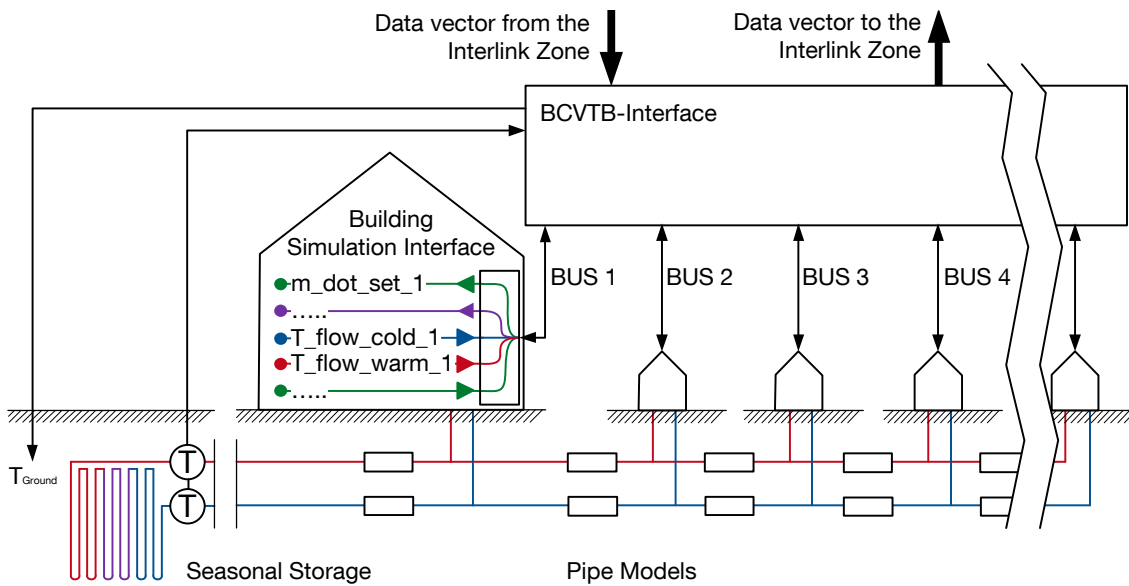 Data vector from the
Interlink Zone
Data vector to the
Interlink Zone
BCVTB-Interface
Building
Simulation Interface
m_dot_set_1
.....
T_flow_cold_1
T_flow_warm_1
.....
BUS 1
BUS 2
BUS 3
BUS 4
T Ground
T
T
Seasonal Storage
Pipe Models